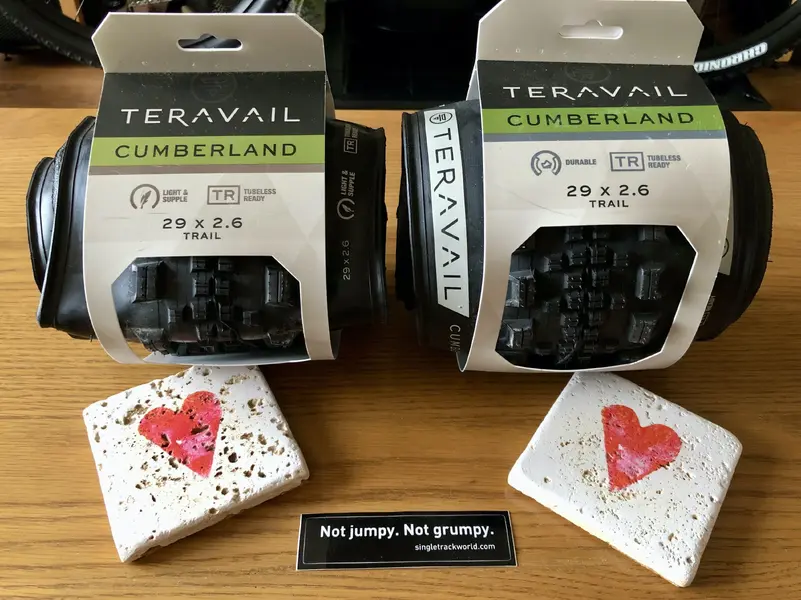 TERAVAIL
CUMBERLAND
LIGHT &
SUPPLE
TR
TUBELESS
READY
29 x 2.6
TRAIL
TR
LIGHT &
SUPPLE
29 x 2.6
TERAVAIL
CUMBERLAND
DURABLE
TR
TUBELESS
READY
29 x 2.6
TRAIL
TERAVAIL
Not jumpy. Not grumpy.
singletrackworld.com